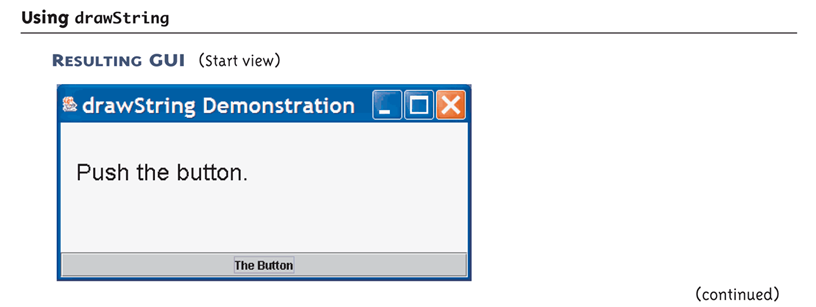 Using drawString
RESULTING GUI (Start view)
drawString Demonstration
Push the button.
The Button
(continued)